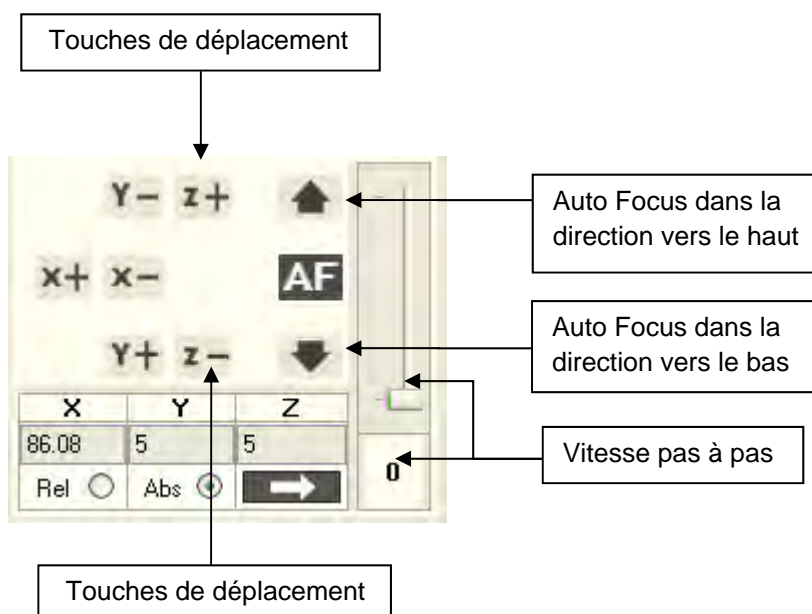 Touches de déplacement
Y- Z+
Auto Focus dans la
direction vers le haut
X+ X- AF
Auto Focus dans la
direction vers le bas
Y+ Z-
X Y Z
86.08 5 5
Vitesse pas à pas
0
Rel Abs
Touches de déplacement